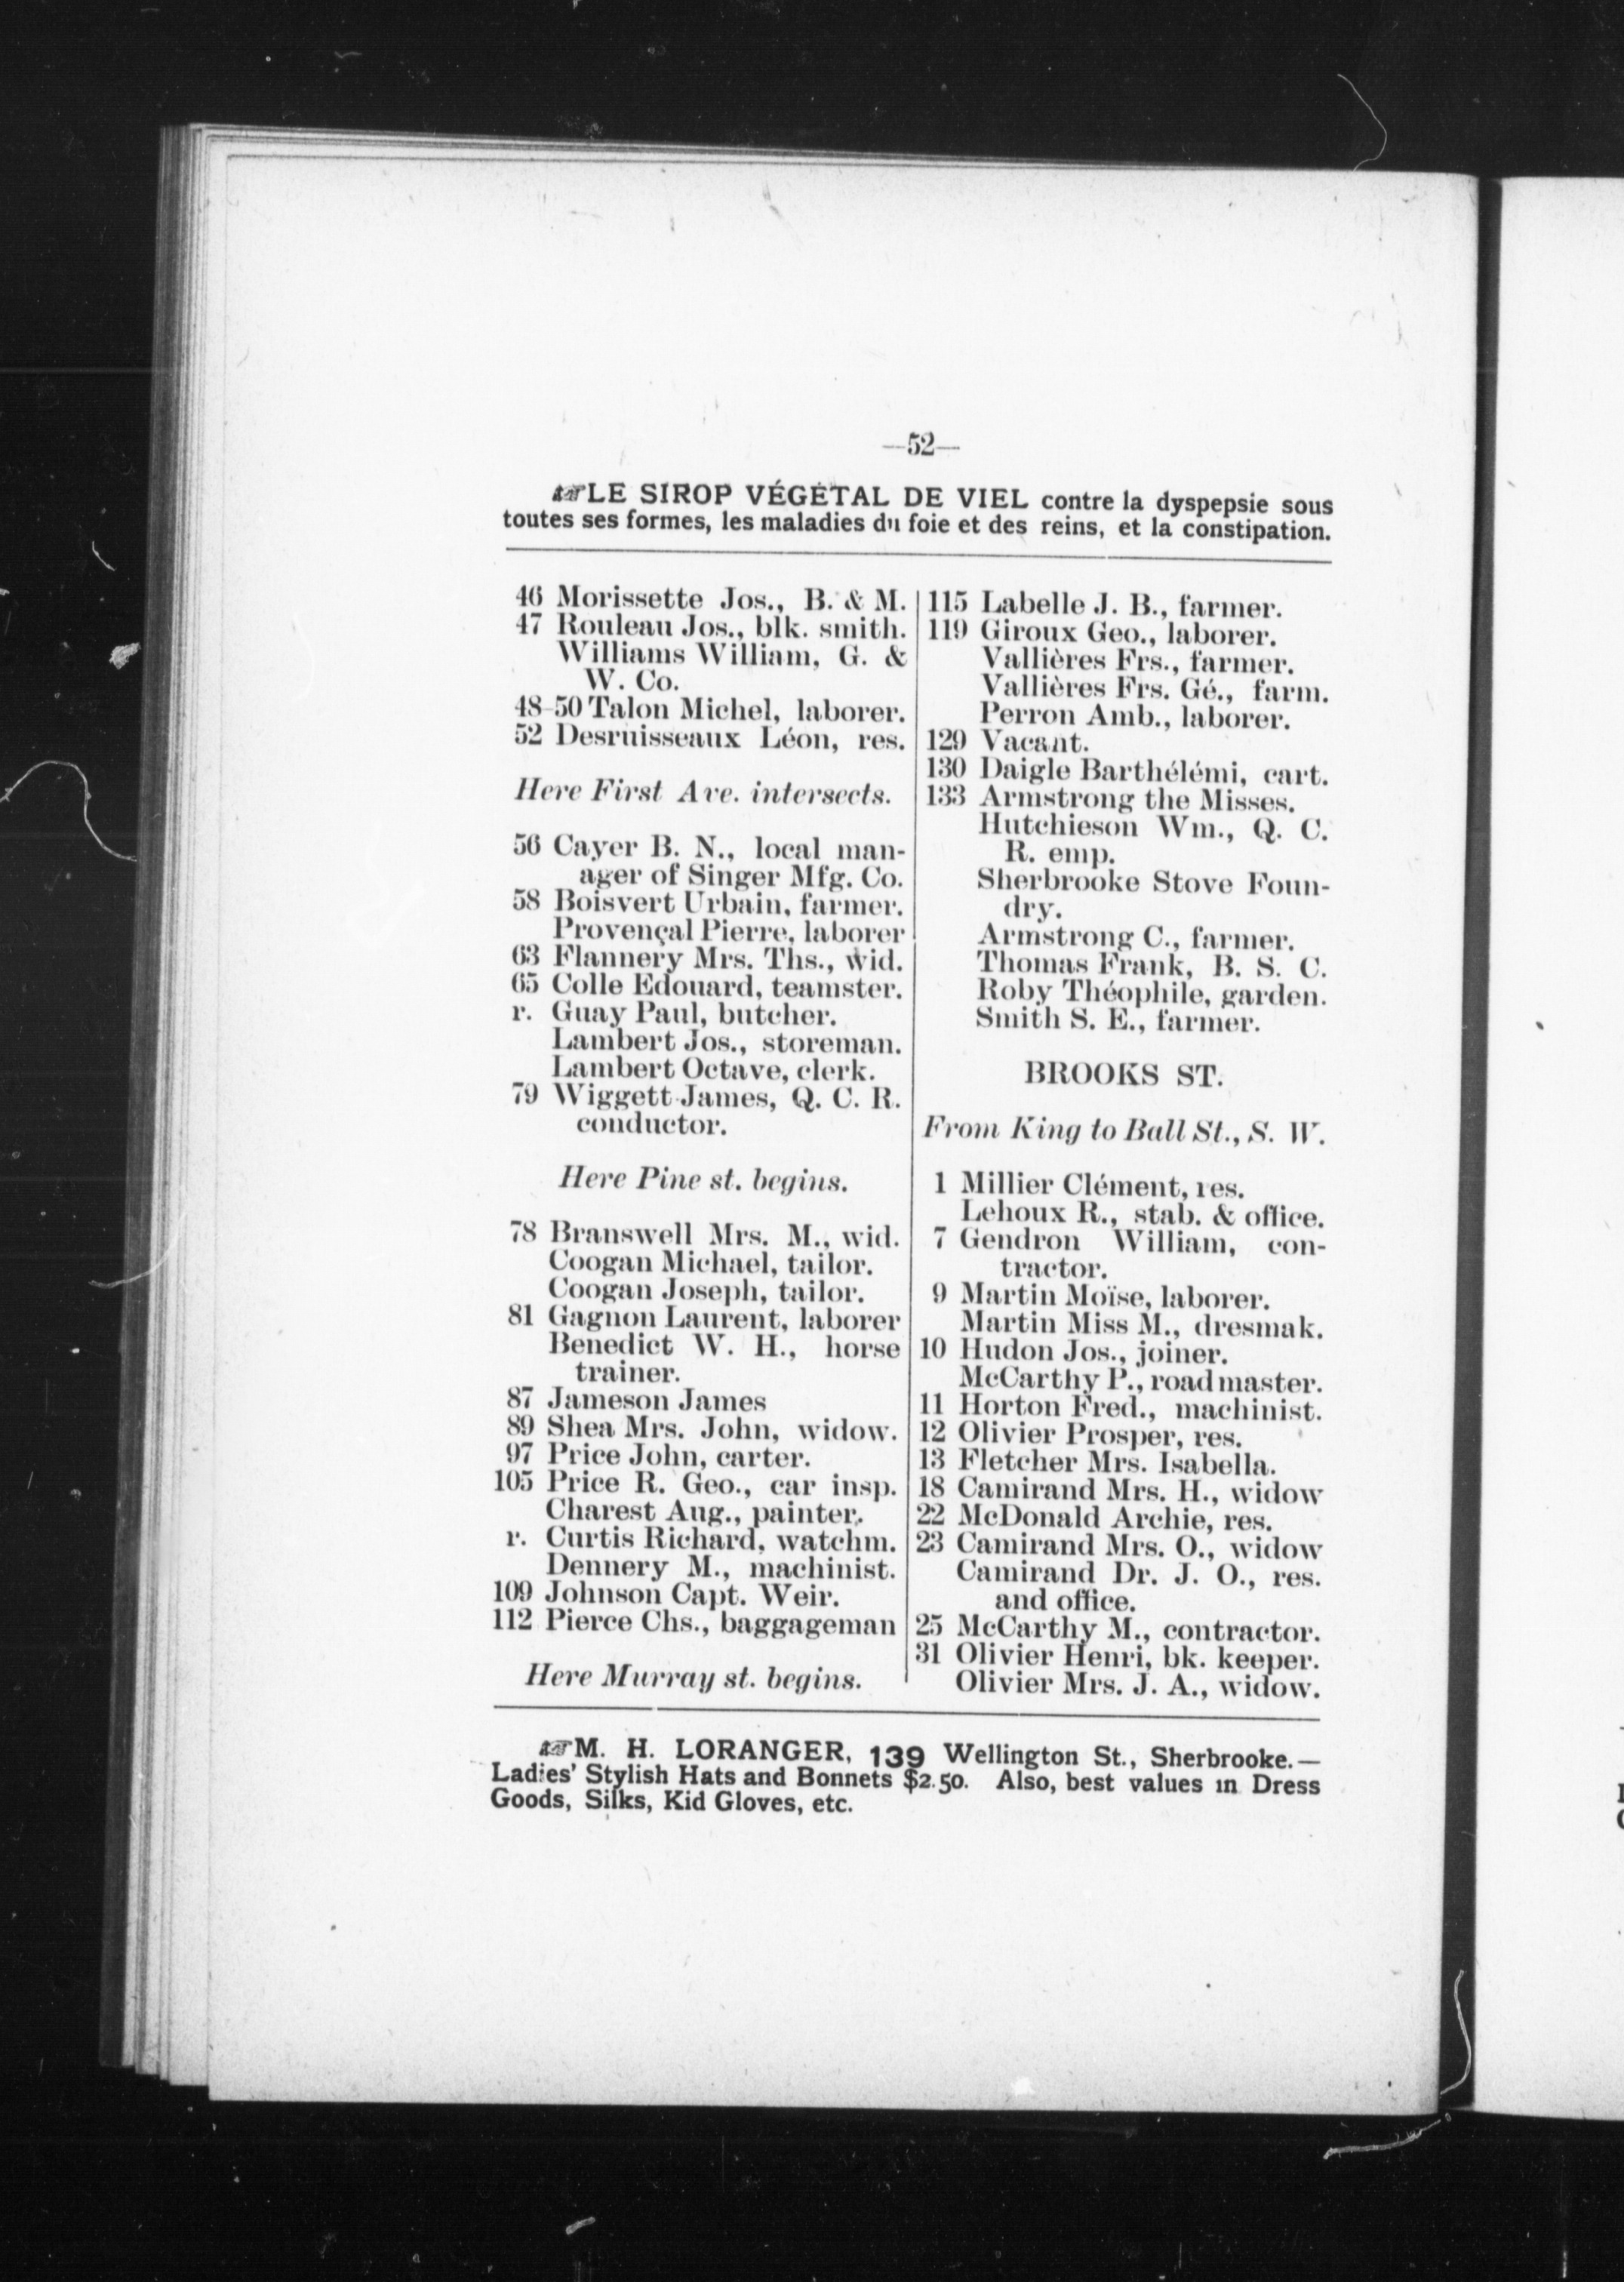 —52—
☞LE SIROP VÉGÉTAL DE VIEL contre la dyspepsie sous
toutes ses formes, les maladies du foie et des reins, et la constipation.
46 Morissette Jos., B. & M.
47 Rouleau Jos., blk. smith.
Williams William, G. &
W. Co.
48-50 Talon Michel, laborer.
52 Desruisseaux Léon, res.
Here First Ave. intersects.
56 Cayer B. N., local man-
ager of Singer Mfg. Co.
58 Boisvert Urbain, farmer.
Provençal Pierre, laborer
63 Flannery Mrs. Ths., wid.
65 Colle Edouard, teamster.
r. Guay Paul, butcher.
Lambert Jos., storeman.
Lambert Octave, clerk.
79 Wiggett James, Q. C. R.
conductor.
Here Pine st. begins.
78 Branswell Mrs. M., wid.
Coogan Michael, tailor.
Coogan Joseph, tailor.
81 Gagnon Laurent, laborer
Benedict W. H., horse
trainer.
87 Jameson James
89 Shea Mrs. John, widow.
97 Price John, carter.
105 Price R. Geo., car insp.
Charest Aug., painter.
r. Curtis Richard, watchm.
Dennery M., machinist.
109 Johnson Capt. Weir.
112 Pierce Chs., baggageman
Here Murray st. begins.
115 Labelle J. B., farmer.
119 Giroux Geo., laborer.
Vallières Frs., farmer.
Vallières Frs. Gé., farm.
Perron Amb., laborer.
129 Vacant.
130 Daigle Barthélémi, cart.
133 Armstrong the Misses.
Hutchieson Wm., Q. C.
R. emp.
Sherbrooke Stove Foun-
dry.
Armstrong C., farmer.
Thomas Frank, B. S. C.
Roby Théophile, garden.
Smith S. E., farmer.
BROOKS ST.
From King to Ball St., S. W.
1 Millier Clément, res.
Lehoux R., stab. & office.
7 Gendron William, con-
tractor.
9 Martin Moïse, laborer.
Martin Miss M., dresmak.
10 Hudon Jos., joiner.
McCarthy P., roadmaster.
11 Horton Fred., machinist.
12 Olivier Prosper, res.
13 Fletcher Mrs. Isabella.
18 Camirand Mrs. H., widow
22 McDonald Archie, res.
23 Camirand Mrs. O., widow
Camirand Dr. J. O., res.
and office.
25 McCarthy M., contractor.
31 Olivier Henri, bk. keeper.
Olivier Mrs. J. A., widow.
☞M. H. LORANGER, 139 Wellington St., Sherbrooke.—
Ladies' Stylish Hats and Bonnets $2.50. Also, best values in Dress
Goods, Silks, Kid Gloves, etc.